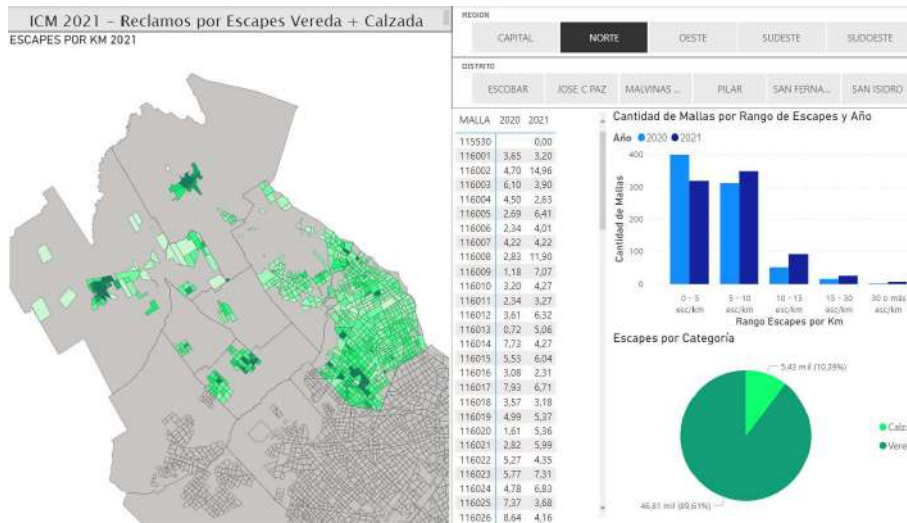 ICM 2021 – Reclamos por Escapes Vereda + Calzada
ESCAPES POR KM 2021
REGION
CAPITAL NORTE OESTE SUDESTE SUDOESTE
DISTRITO
ESCOBAR JOSE C PAZ MALVINAS ... PILAR SAN FERNA... SAN ISIDRO
MALLA 2020 2021
115530 0,00
116001 3,65 3,20
116002 4,70 14,96
116003 6,10 3,90
116004 4,50 2,63
116005 2,69 6,41
116006 2,34 4,01
116007 4,22 4,22
116008 2,83 11,90
116009 1,18 7,07
116010 3,20 4,27
116011 2,34 3,27
116012 3,61 6,32
116013 0,72 5,06
116014 7,73 4,27
116015 5,53 6,04
116016 3,08 2,31
116017 7,93 6,71
116018 3,57 3,18
116019 4,99 5,37
116020 1,61 5,36
116021 2,82 5,99
116022 5,27 4,35
116023 5,77 7,31
116024 4,78 6,83
116025 7,37 3,68
116026 8,64 4,16
Cantidad de Mallas por Rango de Escapes y Año
Año 2020 2021
Cantidad de Mallas
400
300
200
100
0
0 - 5 5 - 10 10 - 15 15 - 30 30 o más
esc/km esc/km esc/km esc/km esc/km
Rango Escapes por Km
Escapes por Categoría
5,43 mil (10,39%)
Calz
Vere
46,81 mil (89,61%)